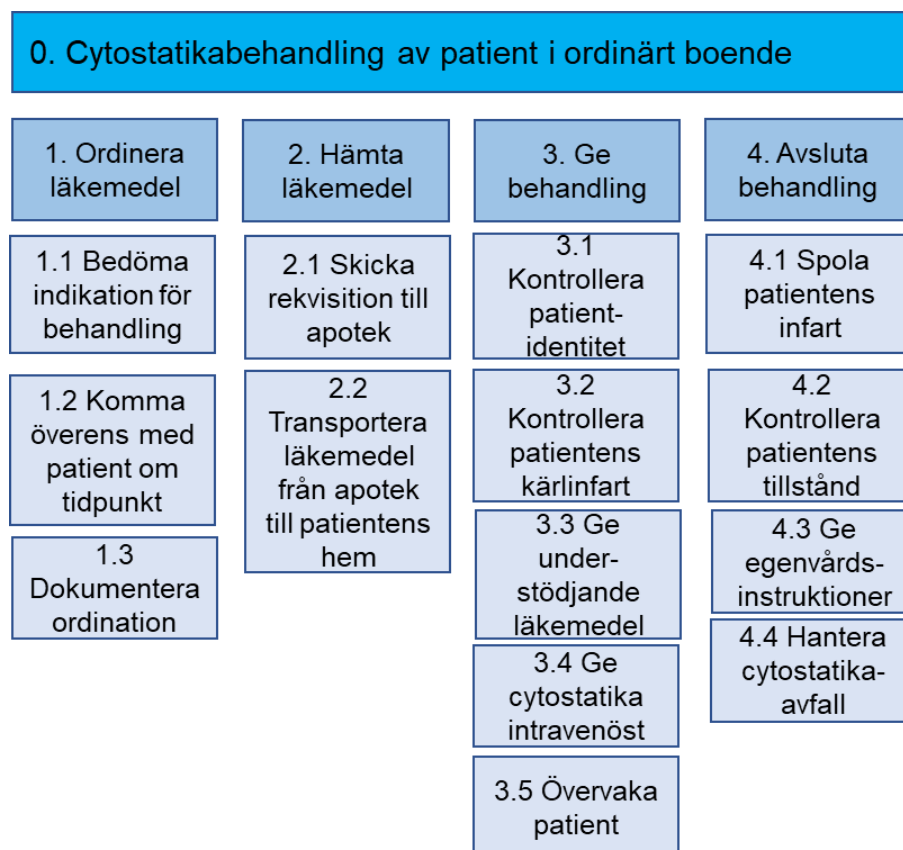 0. Cytostatikabehandling av patient i ordinärt boende
1. Ordinera
läkemedel
2. Hämta
läkemedel
3. Ge
behandling
4. Avsluta
behandling
1.1 Bedöma
indikation för
behandling
1.2 Komma
överens med
patient om
tidpunkt
1.3
Dokumentera
ordination
2.1 Skicka
rekvisition till
apotek
2.2
Transportera
läkemedel
från apotek
till patientens
hem
3.1
Kontrollera
patient-
identitet
3.2
Kontrollera
patientens
kärlinfart
3.3 Ge
under-
stödjande
läkemedel
3.4 Ge
cytostatika
intravenöst
3.5 Övervaka
patient
4.1 Spola
patientens
infart
4.2
Kontrollera
patientens
tillstånd
4.3 Ge
egenvårds-
instruktioner
4.4 Hantera
cytostatika-
avfall